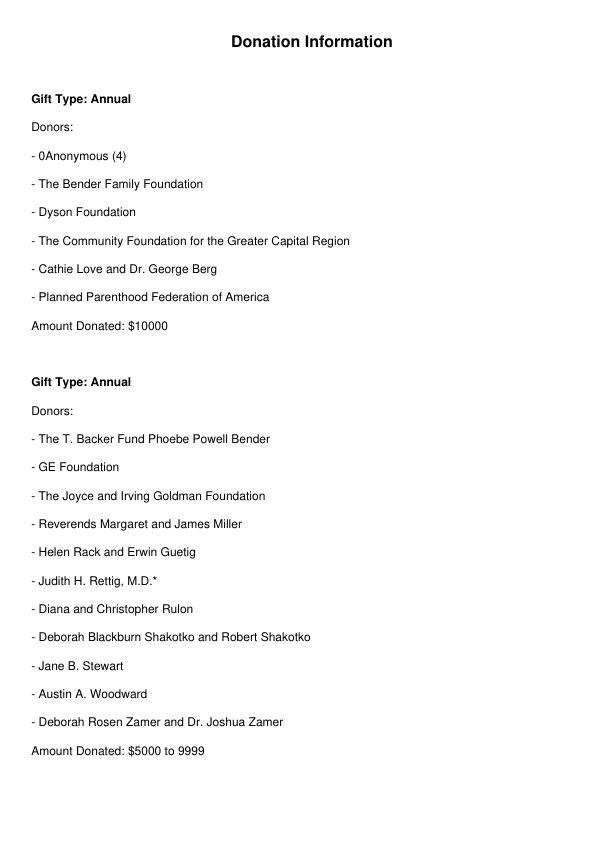 Donation Information
Gift Type: Annual
Donors:
- 0Anonymous (4)
- The Bender Family Foundation
- Dyson Foundation
- The Community Foundation for the Greater Capital Region
- Cathie Love and Dr. George Berg
- Planned Parenthood Federation of America
Amount Donated: $10000
Gift Type: Annual
Donors:
- The T. Backer Fund Phoebe Powell Bender
- GE Foundation
- The Joyce and Irving Goldman Foundation
- Reverends Margaret and James Miller
- Helen Rack and Erwin Guetig
- Judith H. Rettig, M.D.*
- Diana and Christopher Rulon
- Deborah Blackburn Shakotko and Robert Shakotko
- Jane B. Stewart
- Austin A. Woodward
- Deborah Rosen Zamer and Dr. Joshua Zamer
Amount Donated: $5000 to 9999